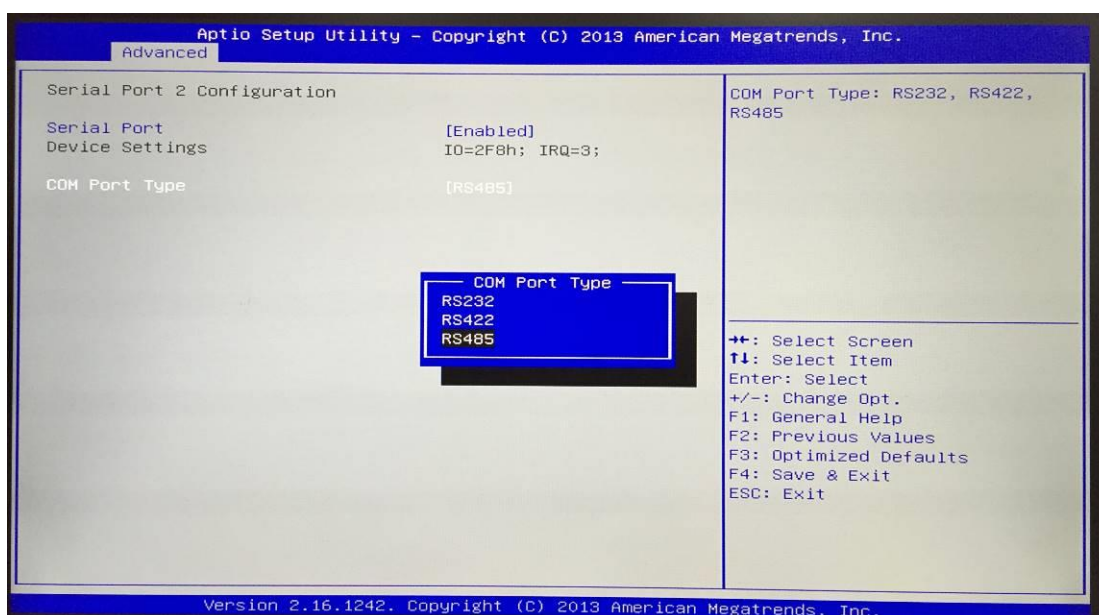 Aptio Setup Utility – Copyright (C) 2013 American Megatrends, Inc.
Advanced
Serial Port 2 Configuration
Serial Port [Enabled]
Device Settings IO=2F8h; IRQ=3;
COM Port Type [RS485]
COM Port Type
RS232
RS422
RS485
COM Port Type: RS232, RS422,
RS485
→←: Select Screen
↑↓: Select Item
Enter: Select
+/-: Change Opt.
F1: General Help
F2: Previous Values
F3: Optimized Defaults
F4: Save & Exit
ESC: Exit
Version 2.16.1242. Copyright (C) 2013 American Megatrends, Inc.